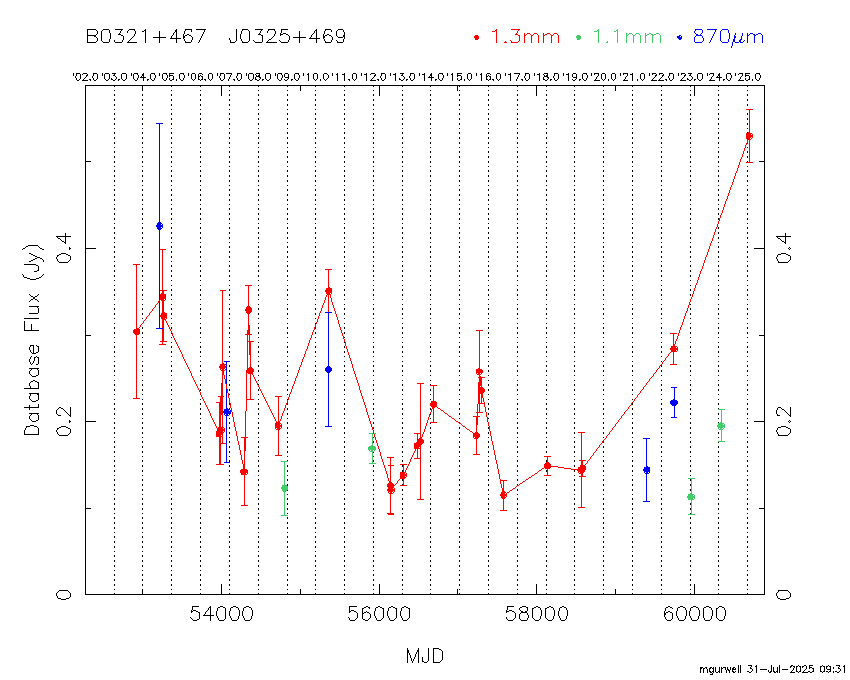 B0321+467 J0325+469 1.3mm 1.1mm 870μm
'02.0 '03.0 '04.0 '05.0 '06.0 '07.0 '08.0 '09.0 '10.0 '11.0 '12.0 '13.0 '14.0 '15.0 '16.0 '17.0 '18.0 '19.0 '20.0 '21.0 '22.0 '23.0 '24.0 '25.0
Database Flux (Jy)
0.4 0.4
0.2 0.2
0 0
54000 56000 58000 60000
MJD
mgurwell 31-Jul-2025 09:31